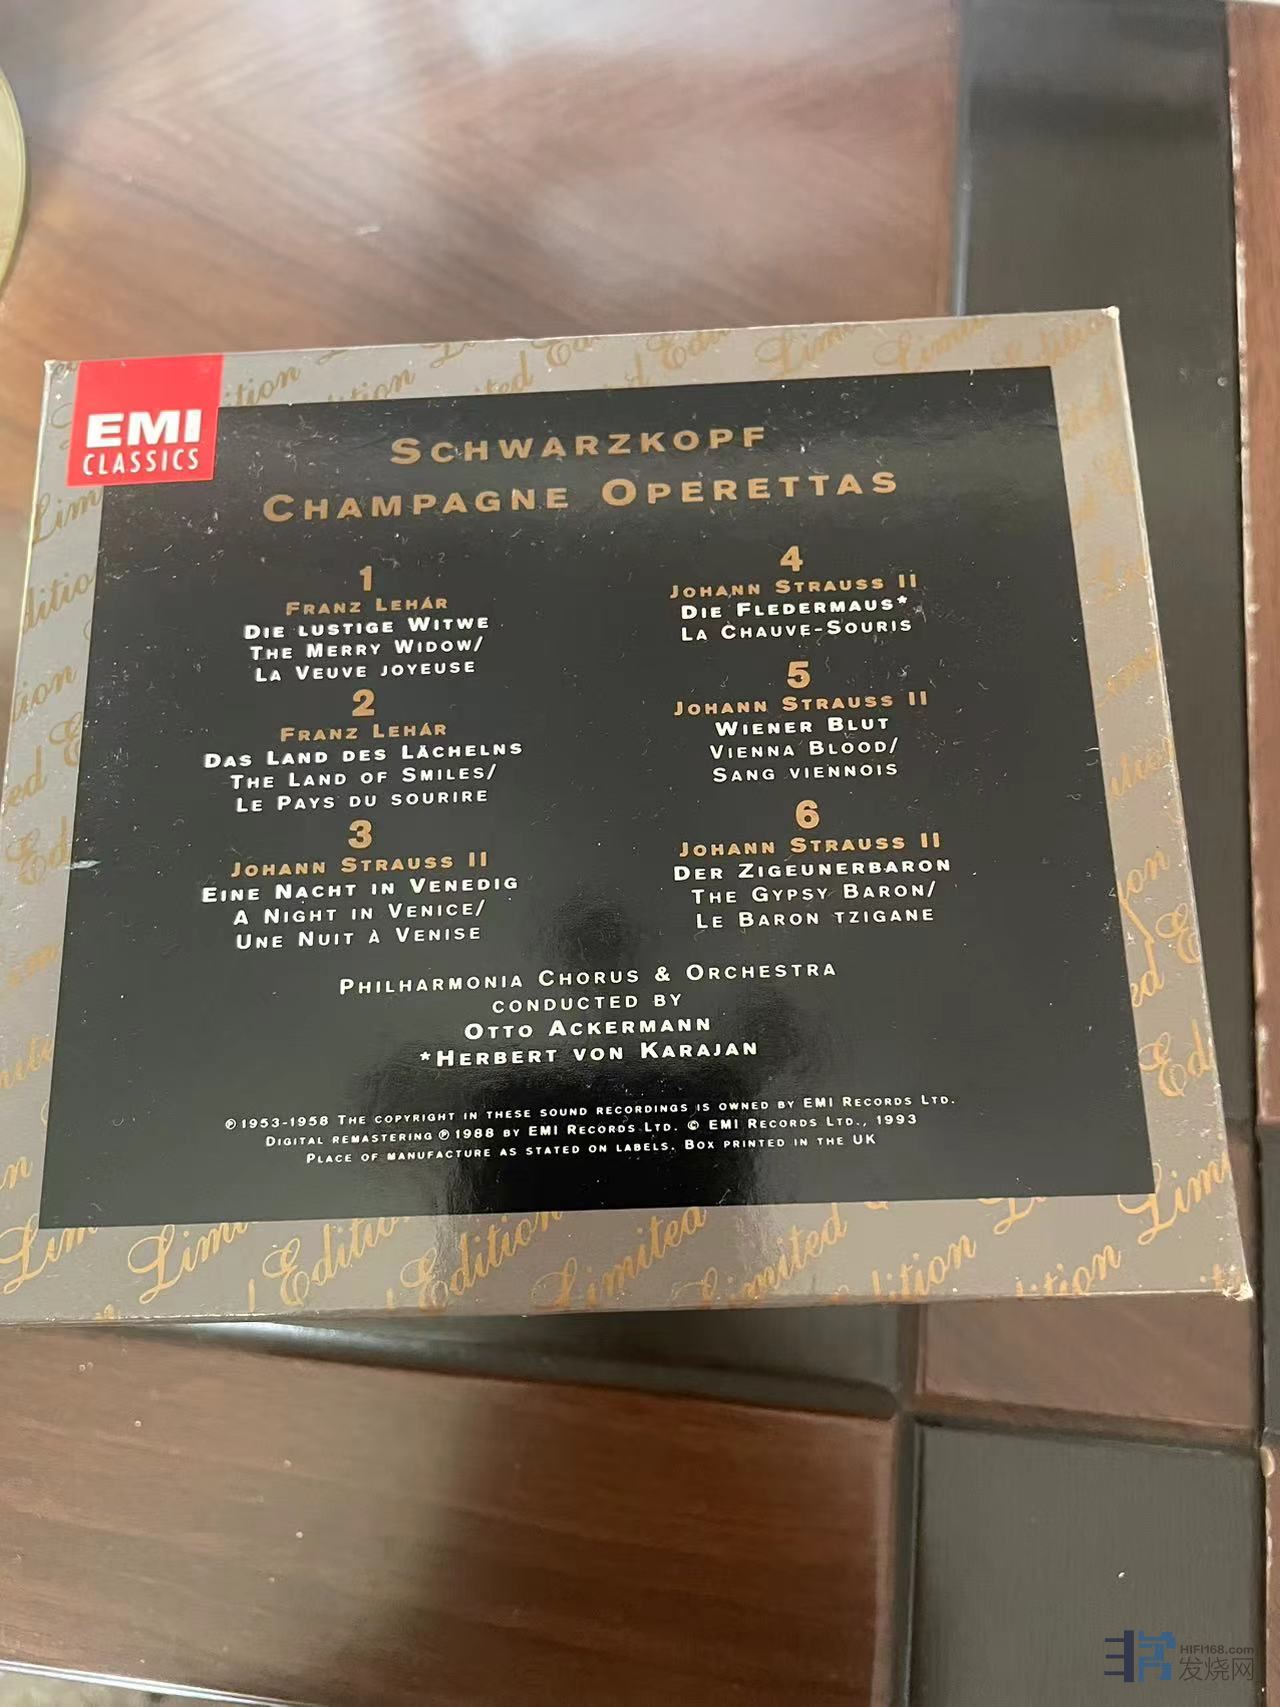 EMI
CLASSICS
SCHWARZKOPF
CHAMPAGNE OPERETTAS
1
FRANZ LEHÁR
DIE LUSTIGE WITWE
THE MERRY WIDOW/
LA VEUVE JOYEUSE
2
FRANZ LEHÁR
DAS LAND DES LÄCHELNS
THE LAND OF SMILES/
LE PAYS DU SOURIRE
3
JOHANN STRAUSS II
EINE NACHT IN VENEDIG
A NIGHT IN VENICE/
UNE NUIT À VENISE
4
JOHANN STRAUSS II
DIE FLEDERMAUS*
LA CHAUVE-SOURIS
5
JOHANN STRAUSS II
WIENER BLUT
VIENNA BLOOD/
SANG VIENNOIS
6
JOHANN STRAUSS II
DER ZIGEUNERBARON
THE GYPSY BARON/
LE BARON TZIGANE
PHILHARMONIA CHORUS & ORCHESTRA
CONDUCTED BY
OTTO ACKERMANN
*HERBERT VON KARAJAN
℗ 1953-1958 THE COPYRIGHT IN THESE SOUND RECORDINGS IS OWNED BY EMI RECORDS LTD.
DIGITAL REMASTERING ℗ 1988 BY EMI RECORDS LTD. © EMI RECORDS LTD., 1993
PLACE OF MANUFACTURE AS STATED ON LABELS. BOX PRINTED IN THE UK
Limited Edition
HIFI168.com
发烧网